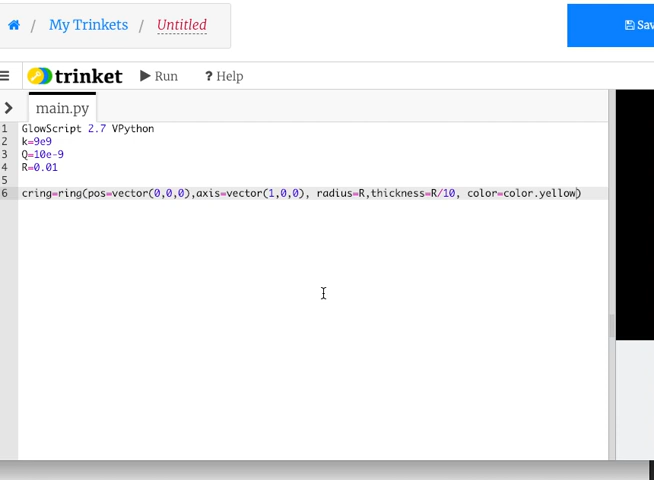 / My Trinkets / Untitled
trinket Run ? Help
main.py
1 GlowScript 2.7 VPython
2 k=9e9
3 Q=10e-9
4 R=0.01
5
6 cring=ring(pos=vector(0,0,0),axis=vector(1,0,0), radius=R,thickness=R/10, color=color.yellow)